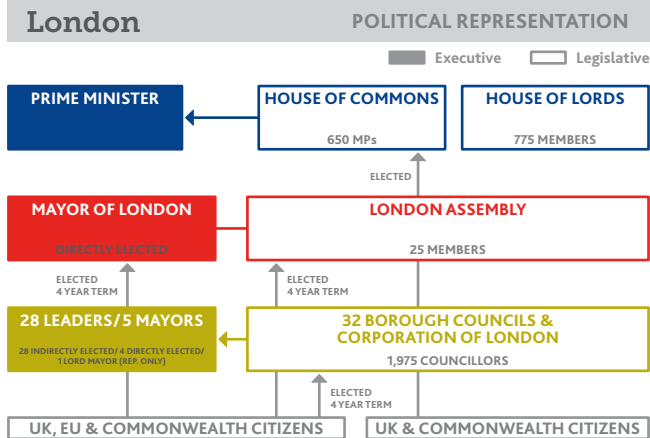 London
POLITICAL REPRESENTATION
Executive
Legislative
PRIME MINISTER
HOUSE OF COMMONS
650 MPs
HOUSE OF LORDS
775 MEMBERS
ELECTED
MAYOR OF LONDON
DIRECTLY ELECTED
LONDON ASSEMBLY
25 MEMBERS
ELECTED
4 YEAR TERM
ELECTED
4 YEAR TERM
28 LEADERS/5 MAYORS
28 INDIRECTLY ELECTED/ 4 DIRECTLY ELECTED/
1 LORD MAYOR (REP. ONLY)
32 BOROUGH COUNCILS &
CORPORATION OF LONDON
1,975 COUNCILLORS
ELECTED
4 YEAR TERM
UK, EU & COMMONWEALTH CITIZENS
UK & COMMONWEALTH CITIZENS